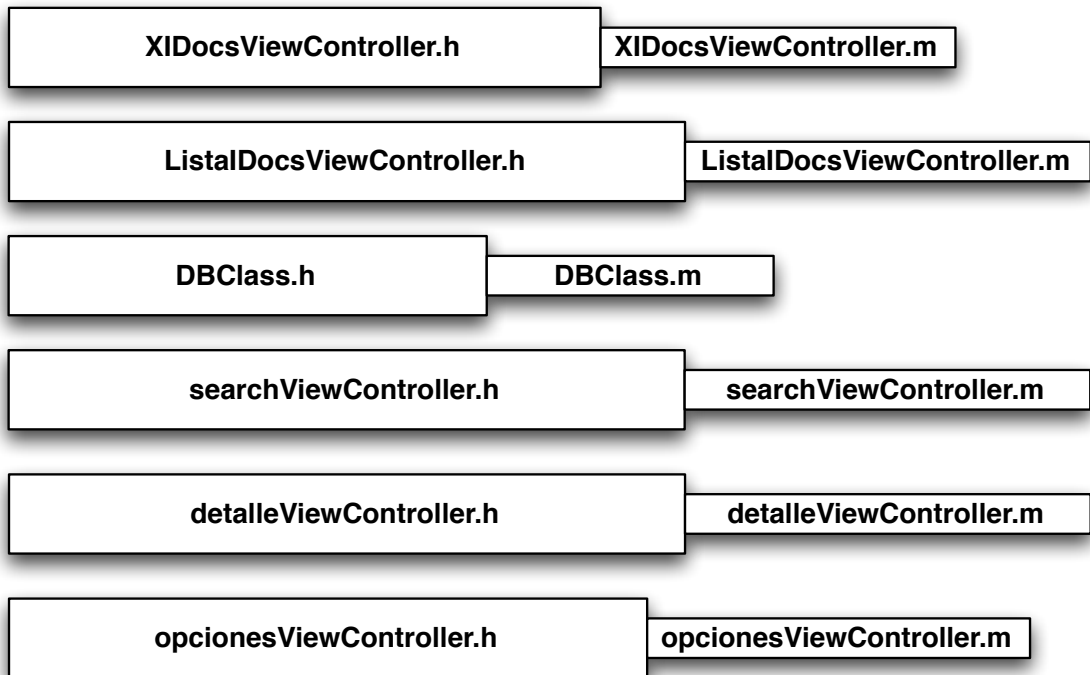 XIDocsViewController.h XIDocsViewController.m
ListaIDocsViewController.h ListaIDocsViewController.m
DBClass.h DBClass.m
searchViewController.h searchViewController.m
detalleViewController.h detalleViewController.m
opcionesViewController.h opcionesViewController.m